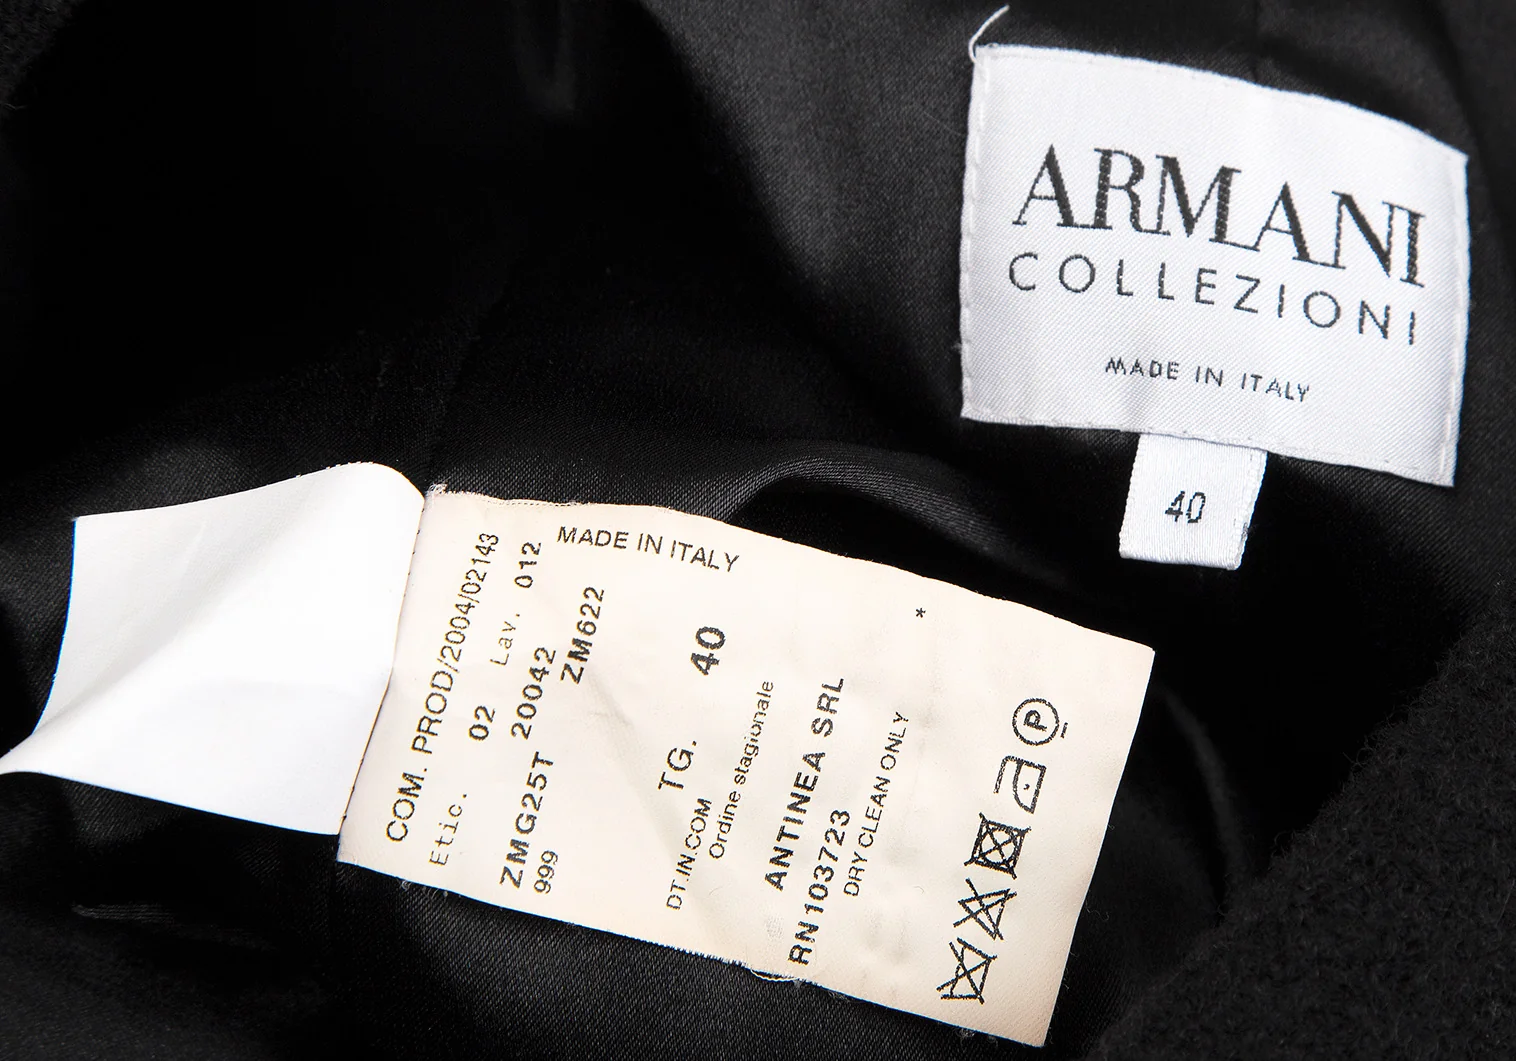 ARMANI
COLLEZIONI
MADE IN ITALY
40
MADE IN ITALY
COM. PROD/2004/02143
Etic. 02 Lav. 012
ZMG25T 20042
999 ZM622
TG. 40
DT.IN.COM
Ordine stagionale
ANTINEA SRL
RN103723
DRY CLEAN ONLY
*
P